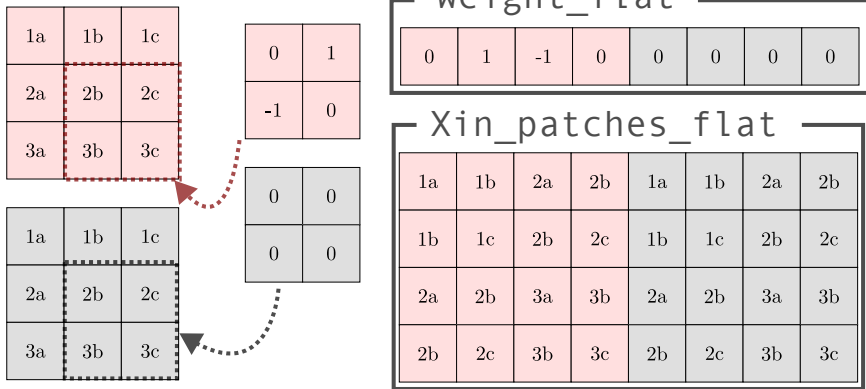 1a 1b 1c
2a 2b 2c
3a 3b 3c
0 1
-1 0
1a 1b 1c
2a 2b 2c
3a 3b 3c
0 0
0 0
Weight_flat
0 1 -1 0 0 0 0 0
Xin_patches_flat
1a 1b 2a 2b 1a 1b 2a 2b
1b 1c 2b 2c 1b 1c 2b 2c
2a 2b 3a 3b 2a 2b 3a 3b
2b 2c 3b 3c 2b 2c 3b 3c